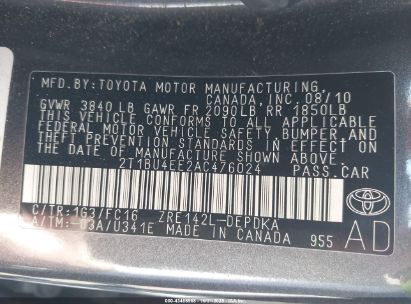 MFD. BY: TOYOTA MOTOR MANUFACTURING,
CANADA, INC. 08/10
GVWR 3840 LB GAWR FR 2090LB RR 1850LB
THIS VEHICLE CONFORMS TO ALL APPLICABLE
FEDERAL MOTOR VEHICLE SAFETY, BUMPER, AND
THEFT PREVENTION STANDARDS IN EFFECT ON
THE DATE OF MANUFACTURE SHOWN ABOVE.
2T1BU4EE2AC476024 PASS.CAR
C/TR:1G3/FC16 ZRE142L-DEPDKA
A/TM:-03A/U341E MADE IN CANADA 955
AD
TOYOTA